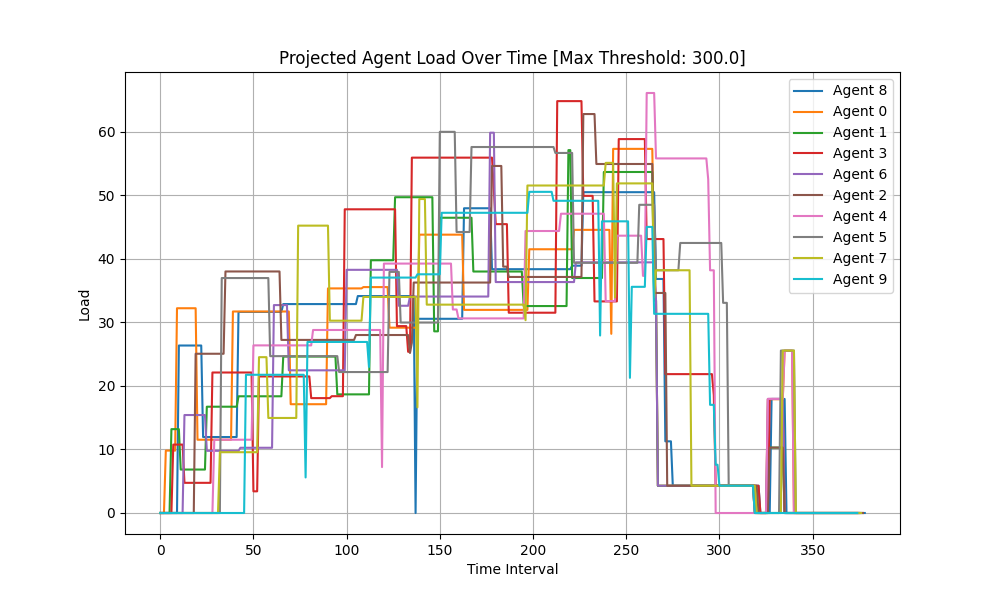 Projected Agent Load Over Time [Max Threshold: 300.0]
Load
60
50
40
30
20
10
0
0 50 100 150 200 250 300 350
Time Interval
Agent 8
Agent 0
Agent 1
Agent 3
Agent 6
Agent 2
Agent 4
Agent 5
Agent 7
Agent 9